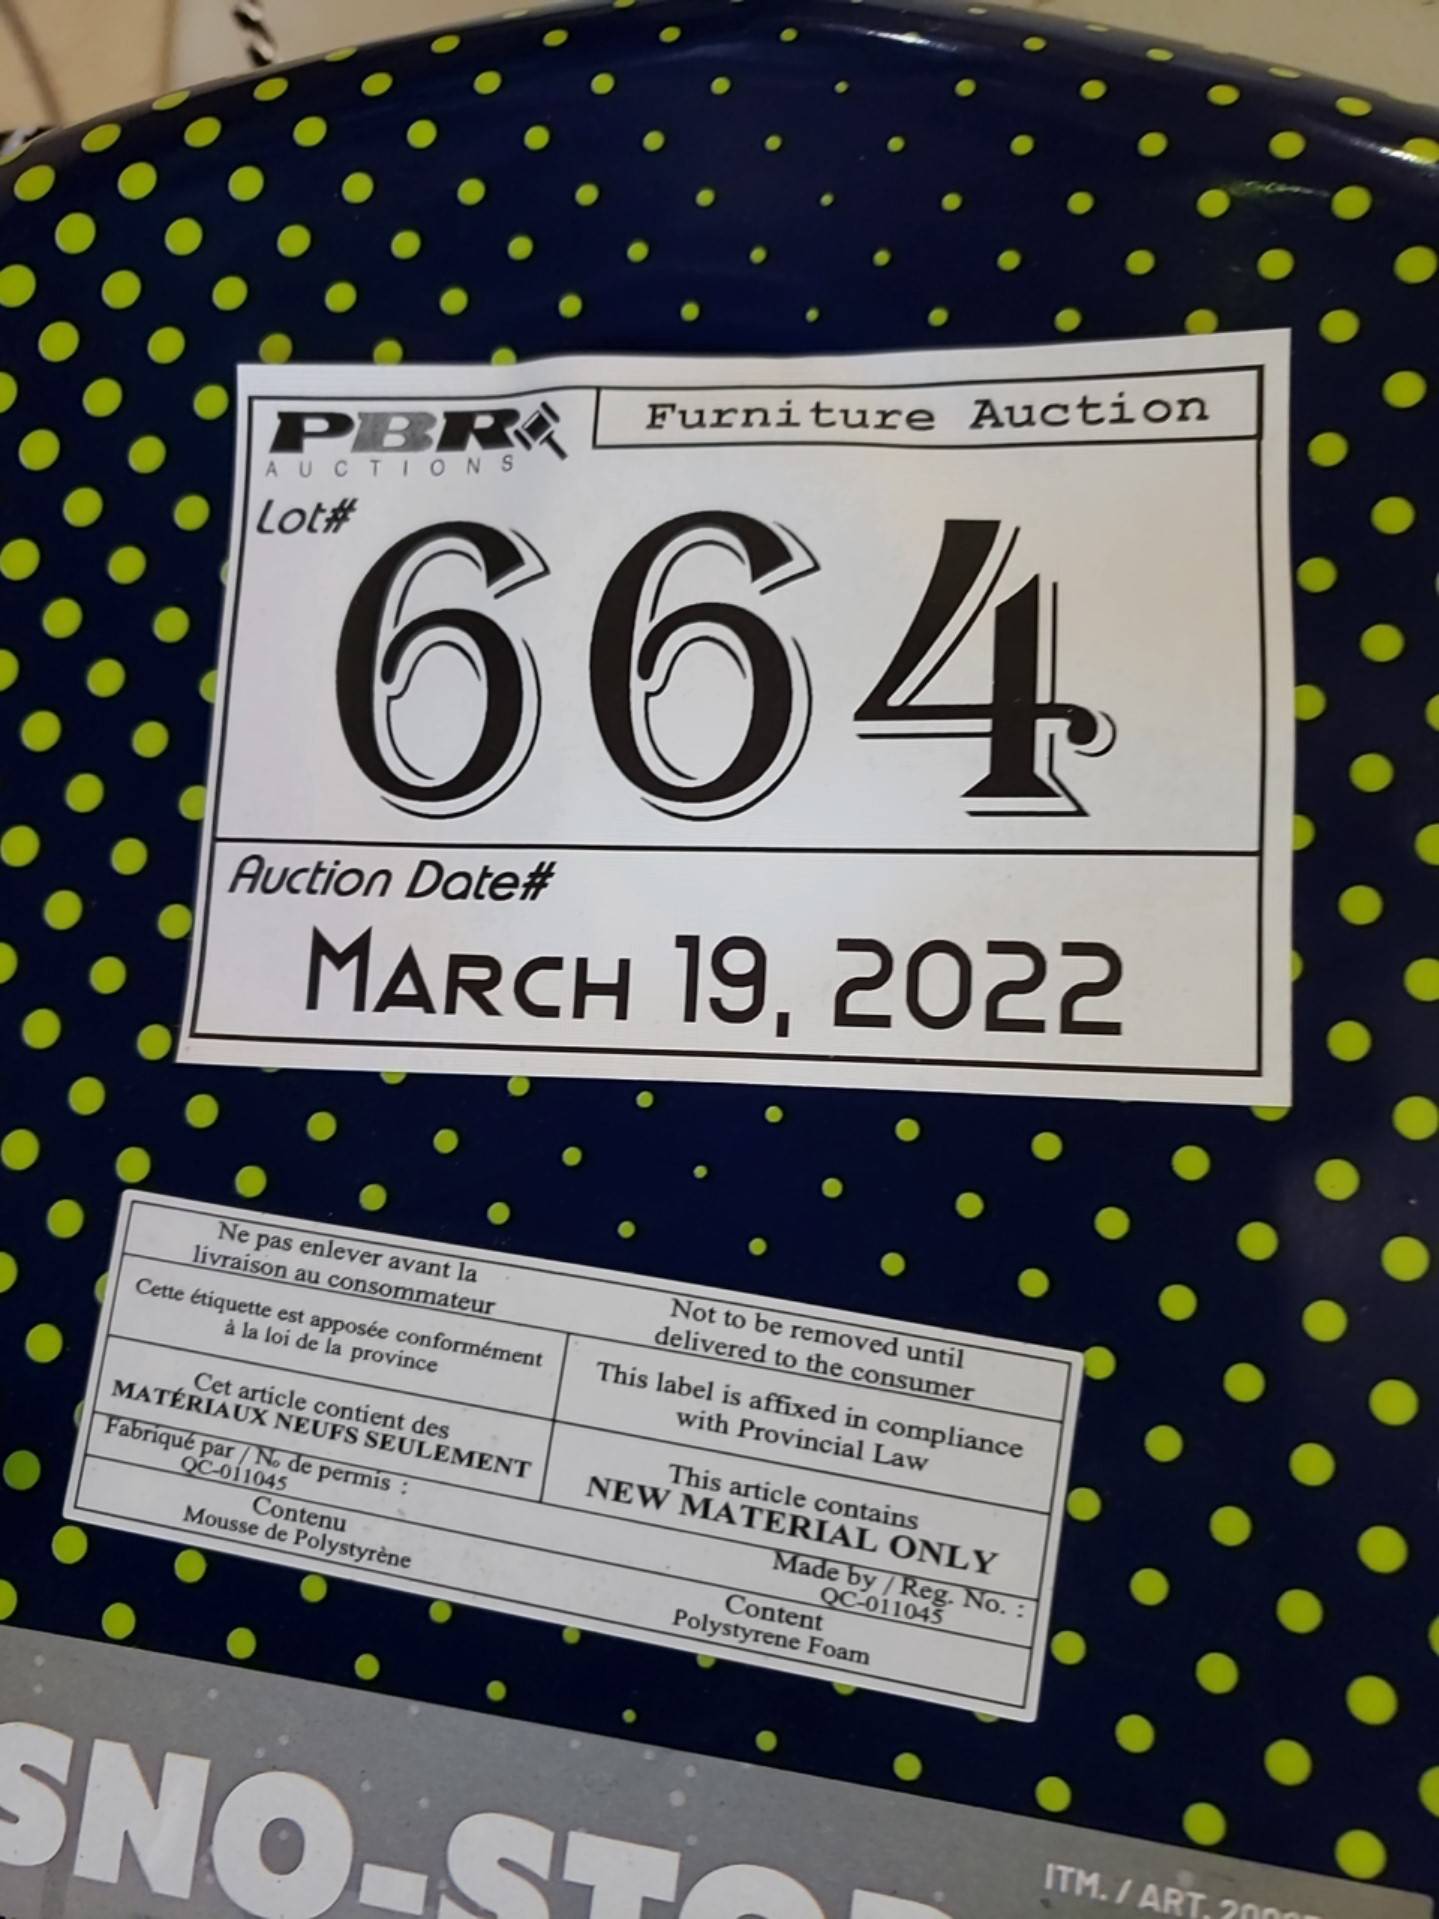 PBR
AUCTIONS
Furniture Auction
Lot#
664
Auction Date#
MARCH 19, 2022
Ne pas enlever avant la
livraison au consommateur
Not to be removed until
delivered to the consumer
Cette étiquette est apposée conformément
à la loi de la province
This label is affixed in compliance
with Provincial Law
Cet article contient des
MATÉRIAUX NEUFS SEULEMENT
This article contains
NEW MATERIAL ONLY
Fabriqué par / No de permis :
QC-011045
Made by / Reg. No. :
QC-011045
Contenu
Mousse de Polystyrène
Content
Polystyrene Foam
ITM. / ART.